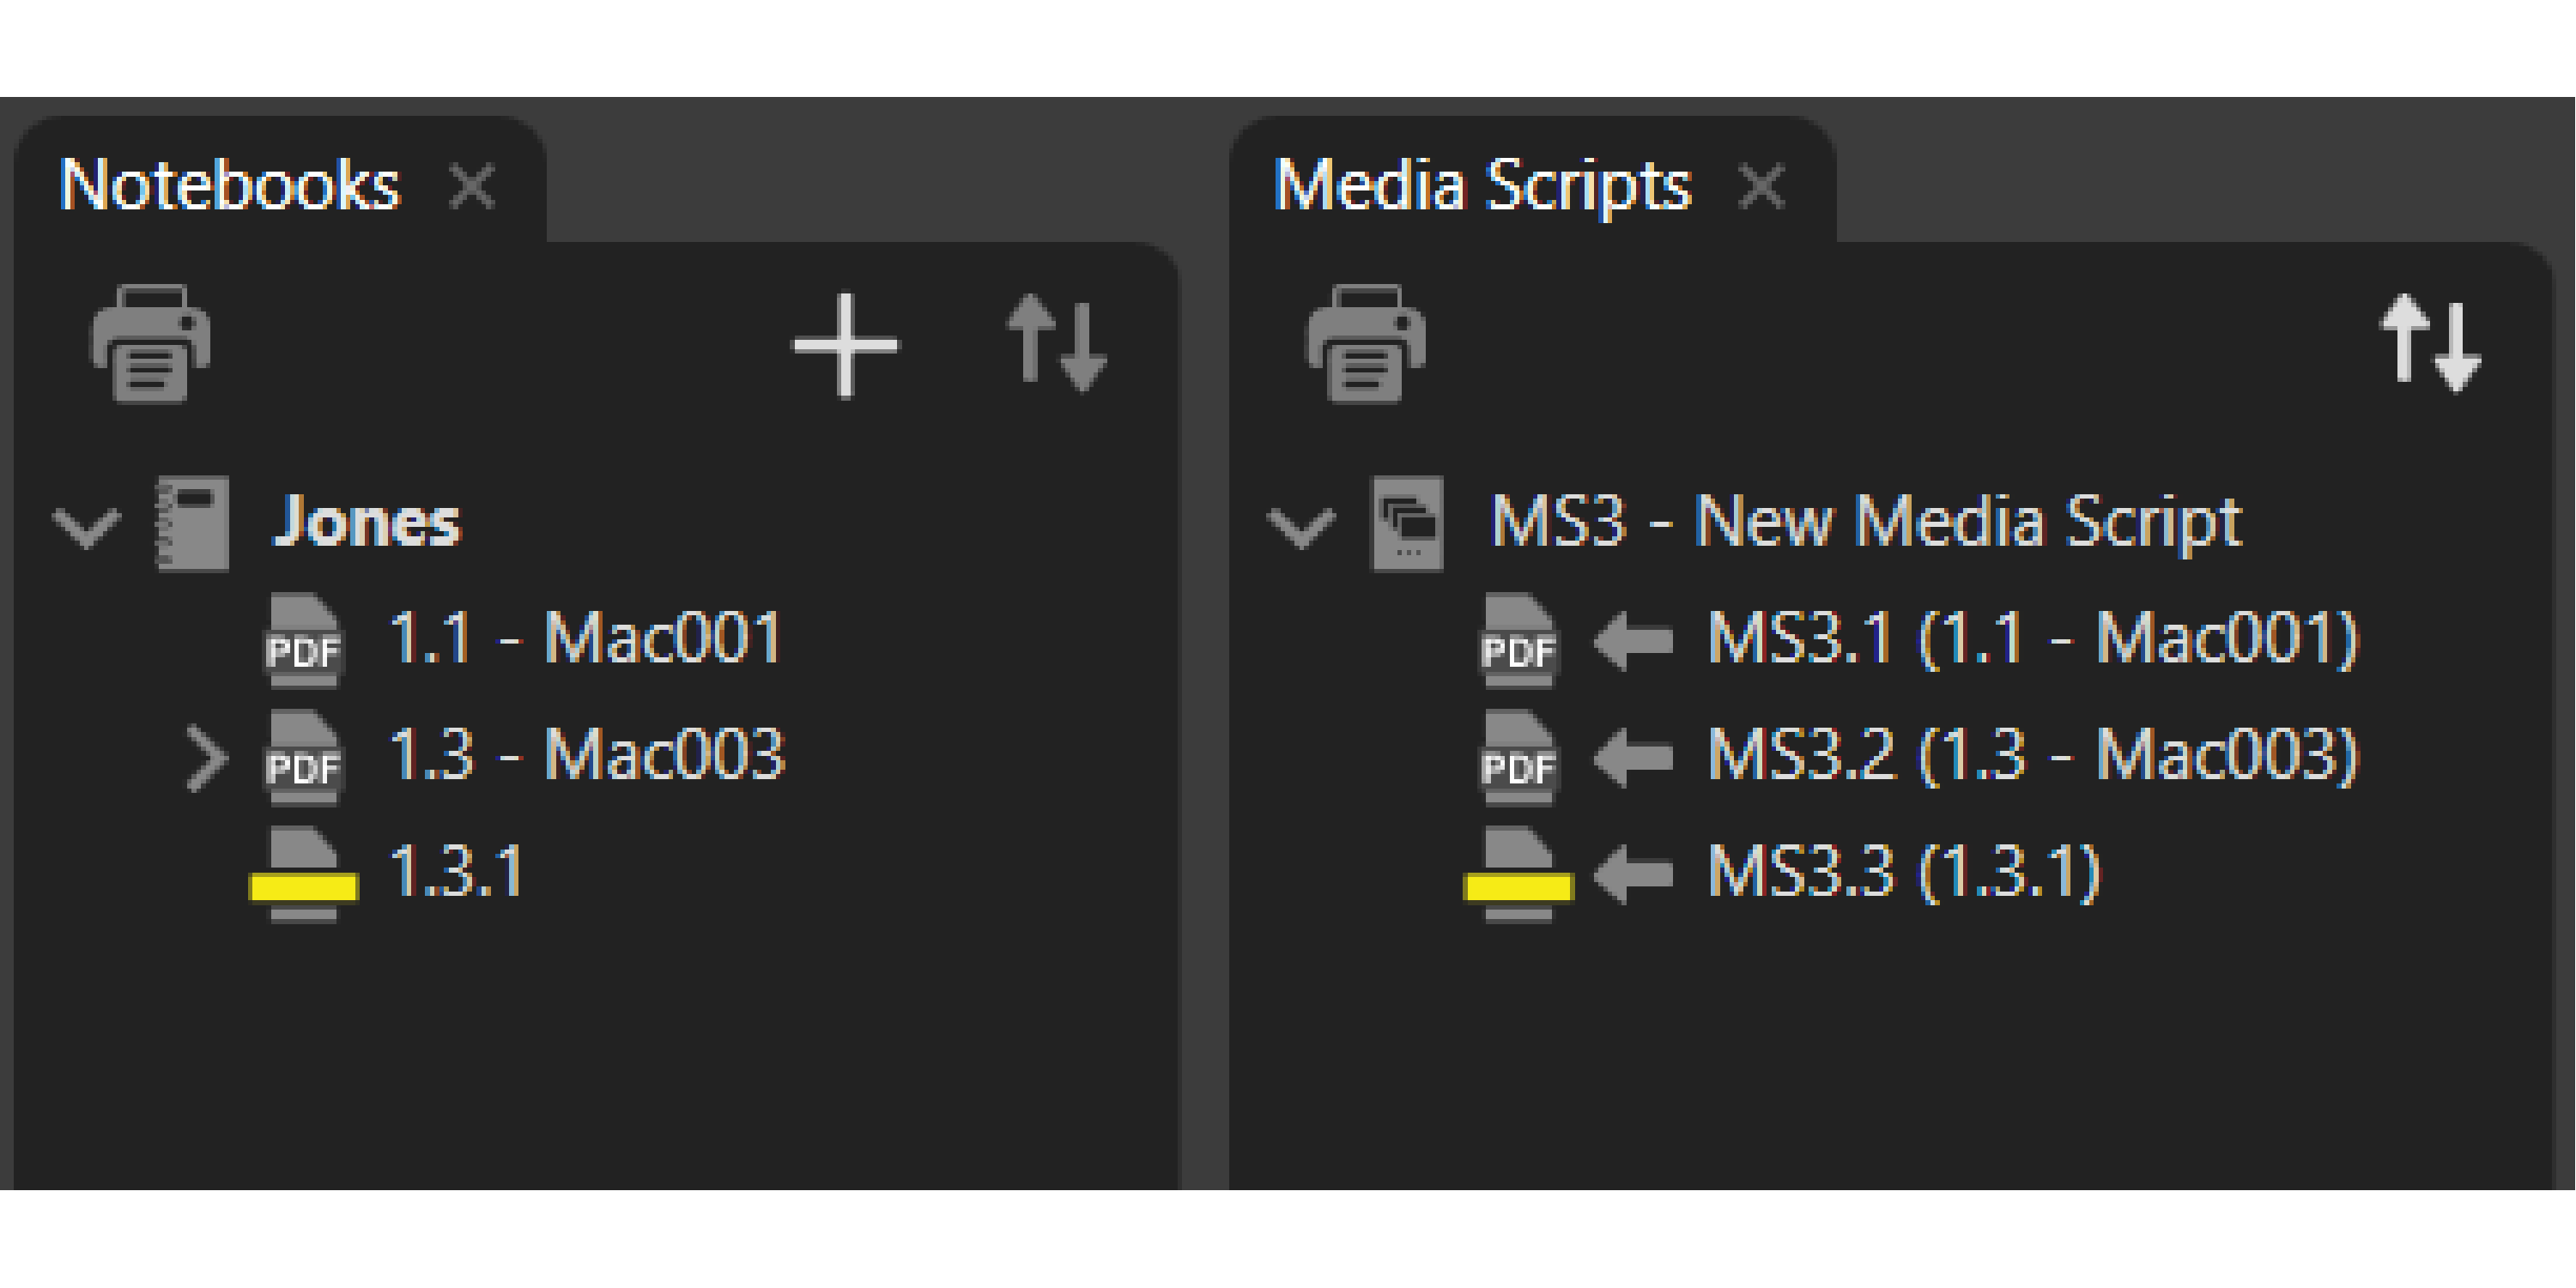 Notebooks
Jones
PDF 1.1 - Mac001
PDF 1.3 - Mac003
1.3.1
Media Scripts
MS3 - New Media Script
PDF MS3.1 (1.1 - Mac001)
PDF MS3.2 (1.3 - Mac003)
MS3.3 (1.3.1)